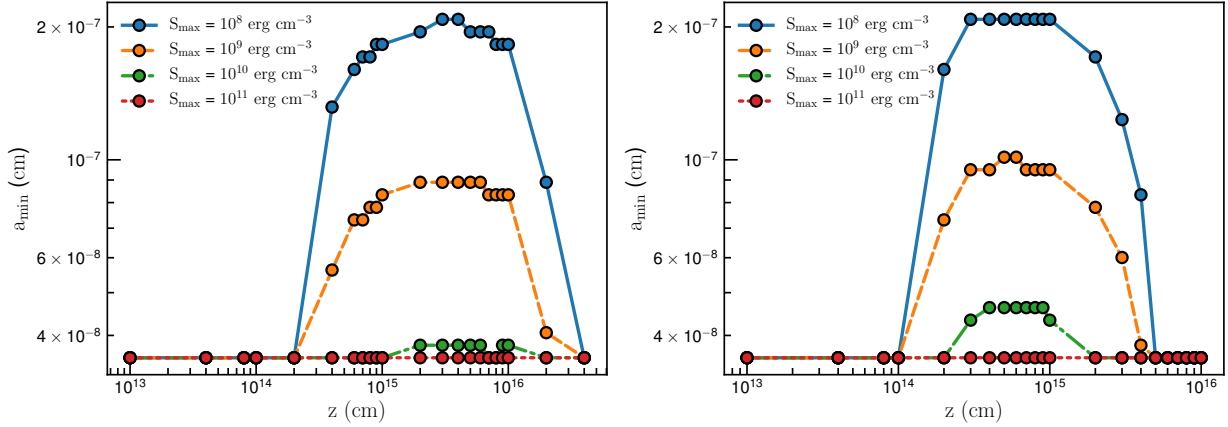 S_max = 10^8 erg cm^−3
S_max = 10^9 erg cm^−3
S_max = 10^10 erg cm^−3
S_max = 10^11 erg cm^−3
2 × 10^−7
10^−7
6 × 10^−8
4 × 10^−8
a_min (cm)
10^13 10^14 10^15 10^16
z (cm)
S_max = 10^8 erg cm^−3
S_max = 10^9 erg cm^−3
S_max = 10^10 erg cm^−3
S_max = 10^11 erg cm^−3
2 × 10^−7
10^−7
6 × 10^−8
4 × 10^−8
a_min (cm)
10^13 10^14 10^15 10^16
z (cm)